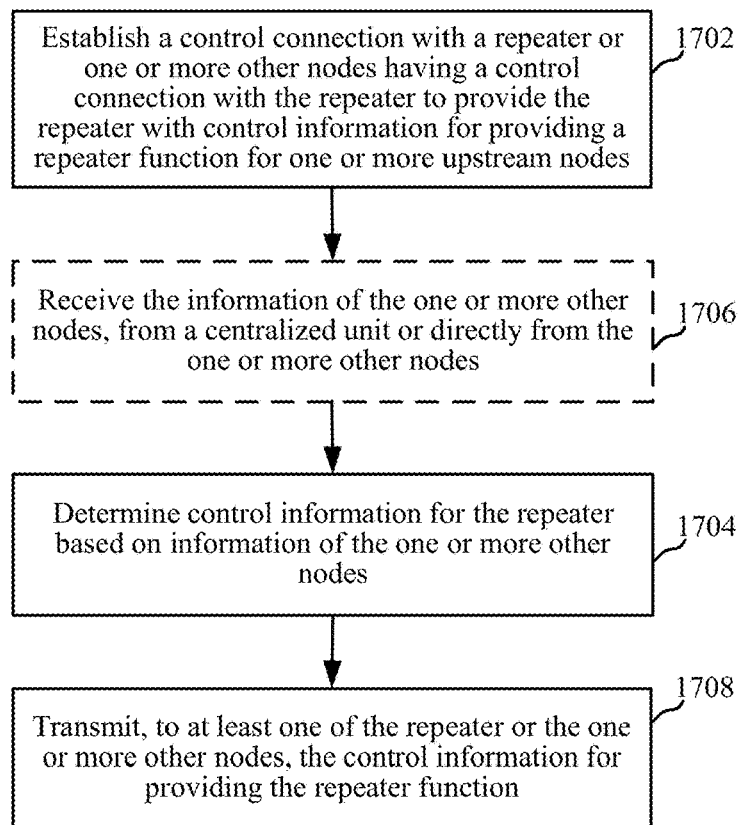 Establish a control connection with a repeater or
one or more other nodes having a control
connection with the repeater to provide the
repeater with control information for providing a
repeater function for one or more upstream nodes
1702
Receive the information of the one or more other
nodes, from a centralized unit or directly from the
one or more other nodes
1706
Determine control information for the repeater
based on information of the one or more other
nodes
1704
Transmit, to at least one of the repeater or the one
or more other nodes, the control information for
providing the repeater function
1708